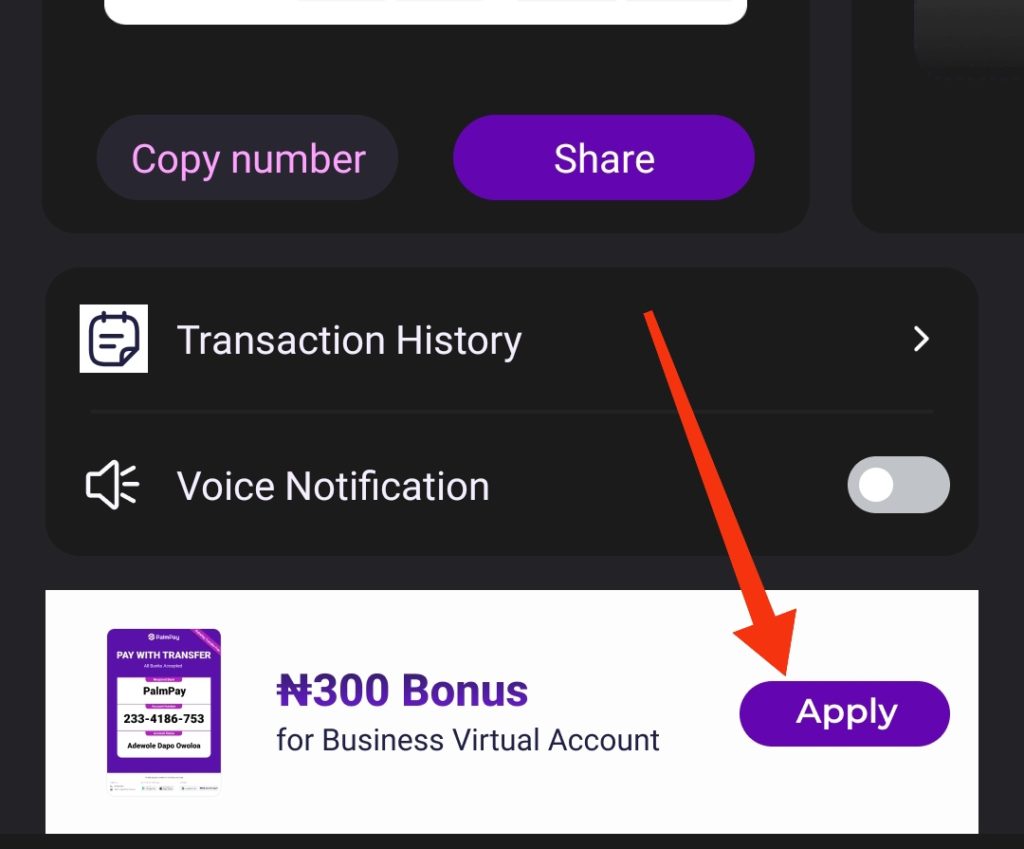 Copy number
Share
Transaction History
Voice Notification
PalmPay
PAY WITH TRANSFER
All Banks Accepted
PalmPay
233-4186-753
Adewole Dapo Owoloa
₦300 Bonus
for Business Virtual Account
Apply